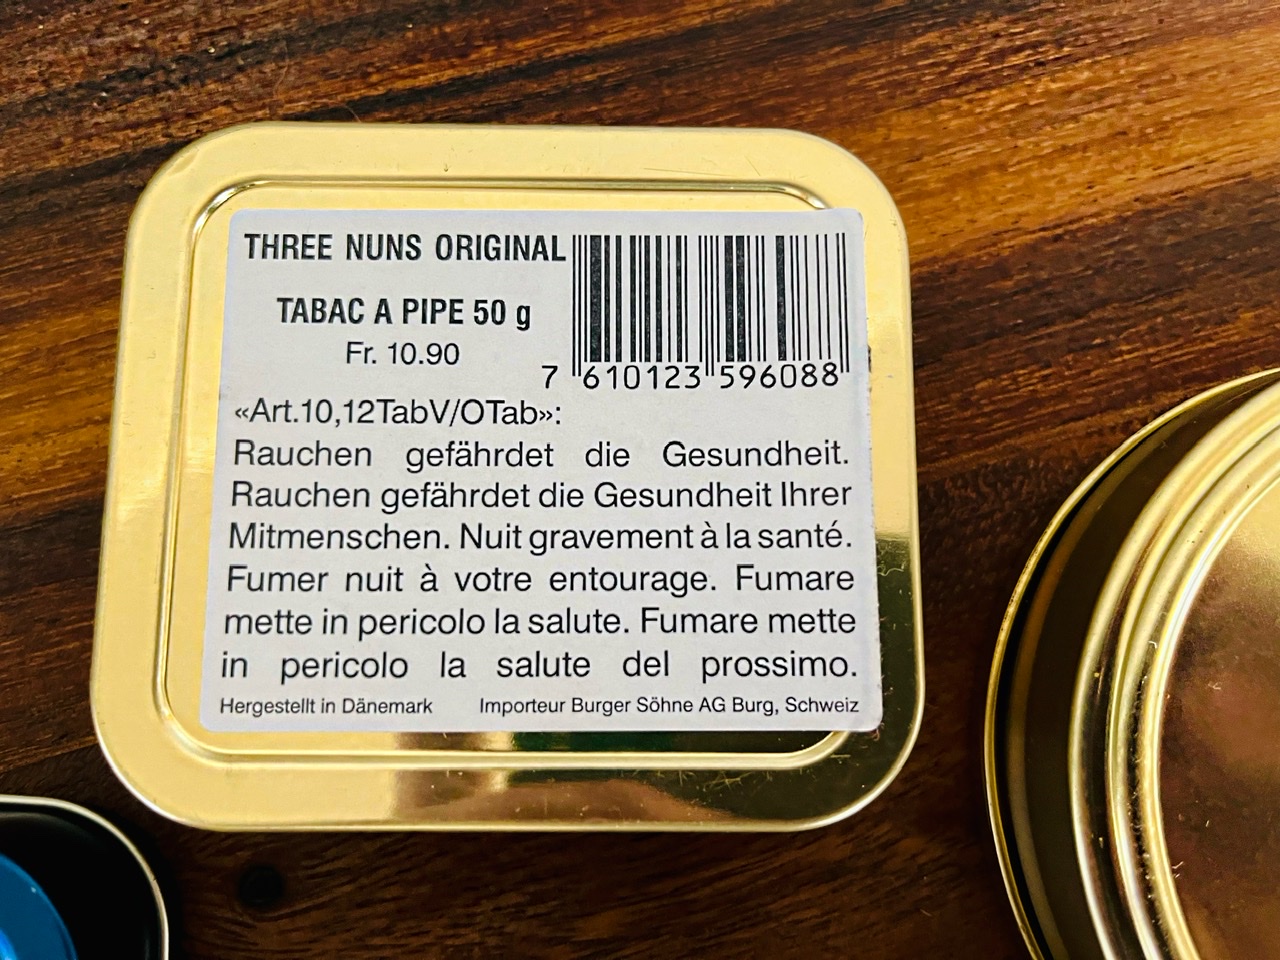 THREE NUNS ORIGINAL
TABAC A PIPE 50 g
Fr. 10.90
7 610123 596088
«Art.10,12TabV/OTab»:
Rauchen gefährdet die Gesundheit.
Rauchen gefährdet die Gesundheit Ihrer
Mitmenschen. Nuit gravement à la santé.
Fumer nuit à votre entourage. Fumare
mette in pericolo la salute. Fumare mette
in pericolo la salute del prossimo.
Hergestellt in Dänemark Importeur Burger Söhne AG Burg, Schweiz